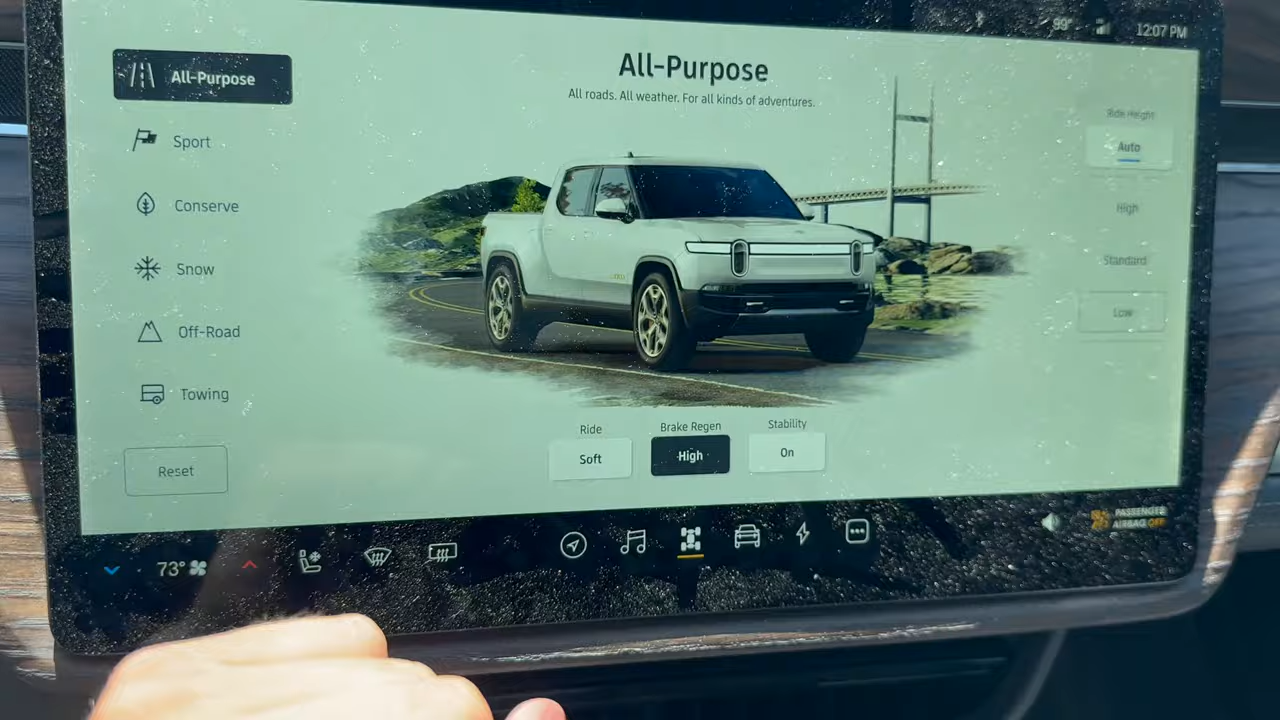 99°
12:07 PM
All-Purpose
Sport
Conserve
Snow
Off-Road
Towing
Reset
All-Purpose
All roads. All weather. For all kinds of adventures.
Ride Height
Auto
High
Standard
Low
Ride
Soft
Brake Regen
High
Stability
On
73°
PASSENGER
AIRBAG OFF